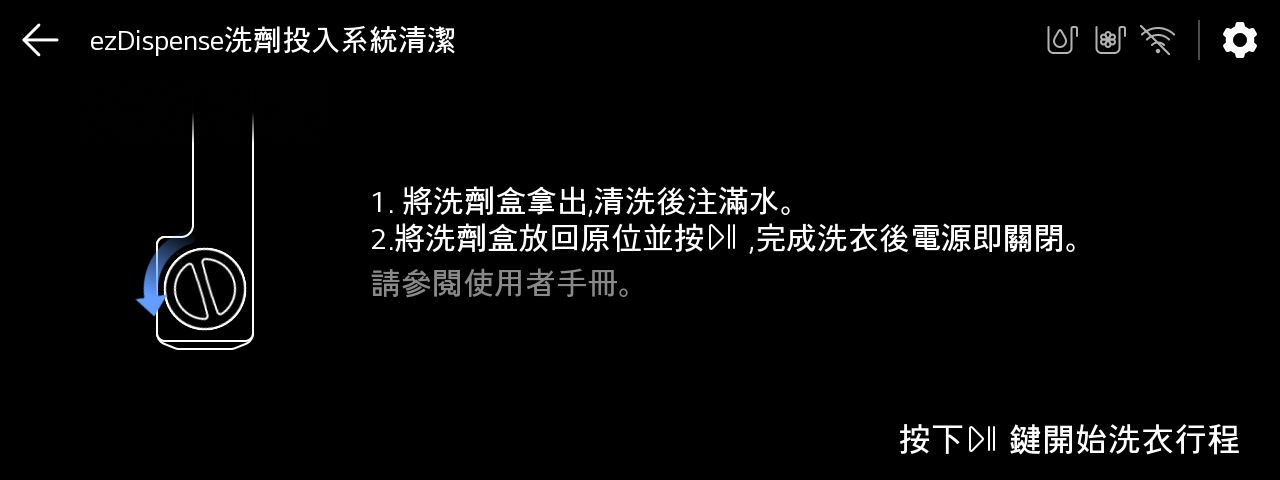 ezDispense洗劑投入系統清潔
1. 將洗劑盒拿出,清洗後注滿水。
2.將洗劑盒放回原位並按▷II ,完成洗衣後電源即關閉。
請參閱使用者手冊。
按下▷II 鍵開始洗衣行程